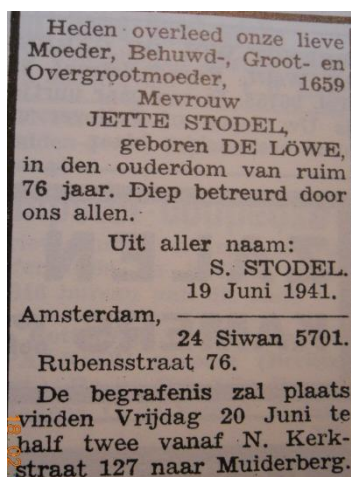 Heden overleed onze lieve
Moeder, Behuwd-, Groot- en
Overgrootmoeder, 1659
Mevrouw
JETTE STODEL,
geboren DE LÖWE,
in den ouderdom van ruim
76 jaar. Diep betreurd door
ons allen.
Uit aller naam:
S. STODEL.
19 Juni 1941.
Amsterdam, ————
24 Siwan 5701.
Rubensstraat 76.
De begrafenis zal plaats
vinden Vrijdag 20 Juni te
half twee vanaf N. Kerk-
straat 127 naar Muiderberg.